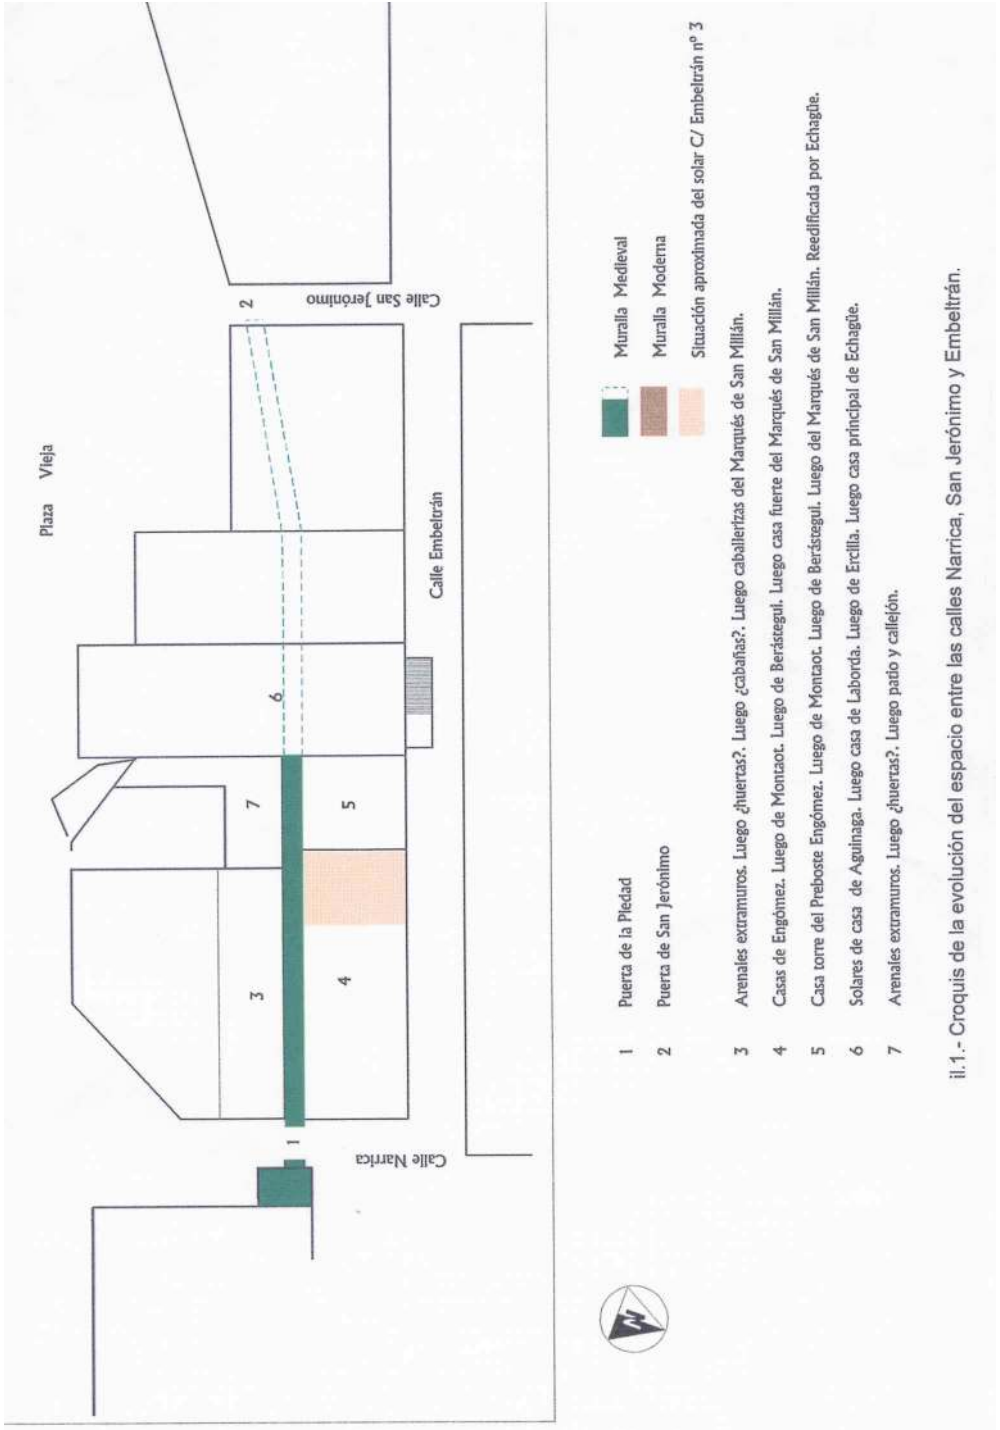 Plaza Vieja
2
Calle San Jerónimo
6
7
5
3
4
1
Calle Narrica
Calle Embeltrán
N
1 Puerta de la Piedad
2 Puerta de San Jerónimo
Muralla Medieval
Muralla Moderna
Situación aproximada del solar C/ Embeltrán nº 3
3 Arenales extramuros. Luego ¿huertas?. Luego ¿cabañas?. Luego caballerizas del Marqués de San Millán.
4 Casas de Engómez. Luego de Montaot. Luego de Berástegui. Luego casa fuerte del Marqués de San Millán.
5 Casa torre del Preboste Engómez. Luego de Montaot. Luego de Berástegui. Luego del Marqués de San Millán. Reedificada por Echagüe.
6 Solares de casa de Aguinaga. Luego casa de Laborda. Luego de Ercilla. Luego casa principal de Echagüe.
7 Arenales extramuros. Luego ¿huertas?. Luego patio y callejón.
il.1.- Croquis de la evolución del espacio entre las calles Narrica, San Jerónimo y Embeltrán.